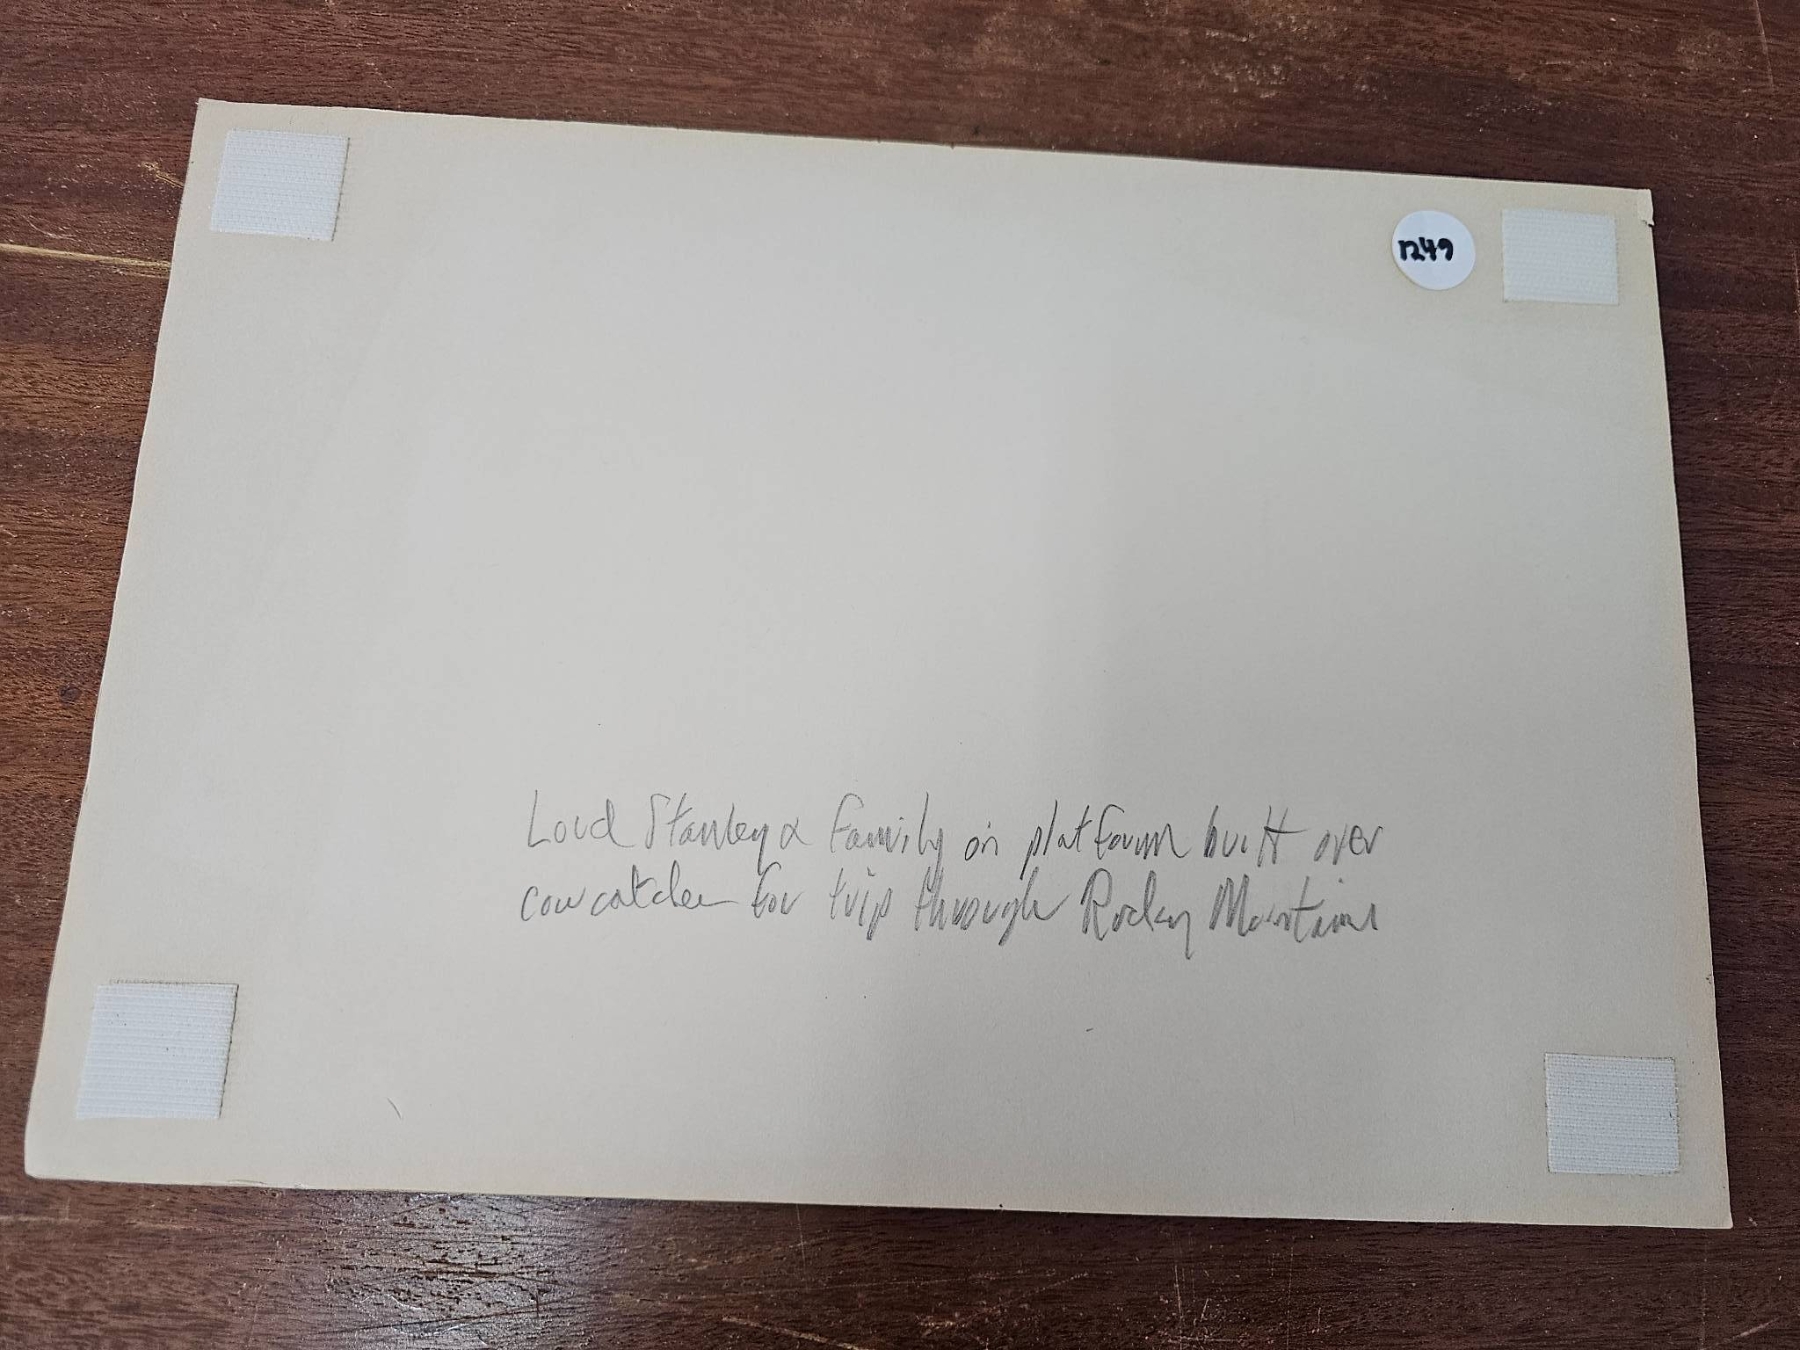 1249
Lord Stanley & family on platform built over
cowcatcher for trip through Rocky Mountains